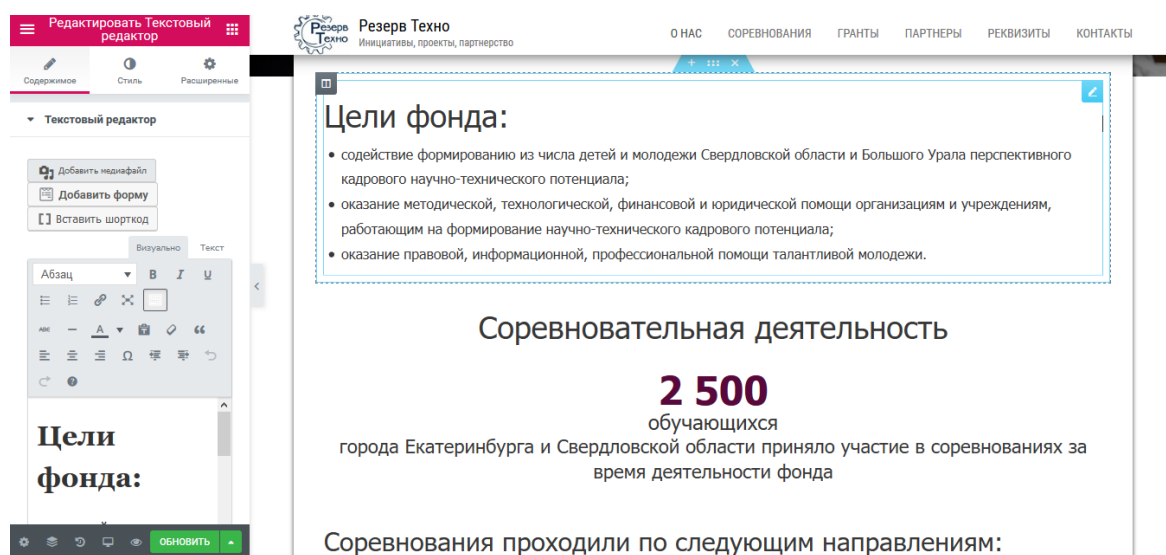 Редактировать Текстовый
редактор
Содержимое
Стиль
Расширенные
Текстовый редактор
Добавить медиафайл
Добавить форму
[ ] Вставить шорткод
Визуально
Текст
Абзац
B
I
U
ABC
A
Ω
Цели
фонда:
ОБНОВИТЬ
Резерв
Техно
Резерв Техно
Инициативы, проекты, партнерство
О НАС
СОРЕВНОВАНИЯ
ГРАНТЫ
ПАРТНЕРЫ
РЕКВИЗИТЫ
КОНТАКТЫ
Цели фонда:
• содействие формированию из числа детей и молодежи Свердловской области и Большого Урала перспективного
кадрового научно-технического потенциала;
• оказание методической, технологической, финансовой и юридической помощи организациям и учреждениям,
работающим на формирование научно-технического кадрового потенциала;
• оказание правовой, информационной, профессиональной помощи талантливой молодежи.
Соревновательная деятельность
2 500
обучающихся
города Екатеринбурга и Свердловской области приняло участие в соревнованиях за
время деятельности фонда
Соревнования проходили по следующим направлениям: